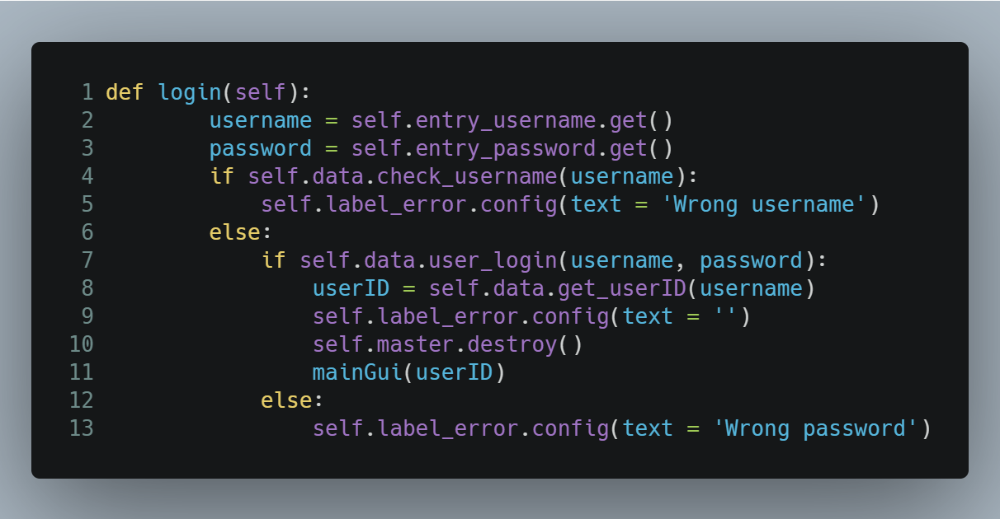 1 def login(self):
2         username = self.entry_username.get()
3         password = self.entry_password.get()
4         if self.data.check_username(username):
5             self.label_error.config(text = 'Wrong username')
6         else:
7             if self.data.user_login(username, password):
8                 userID = self.data.get_userID(username)
9                 self.label_error.config(text = '')
10                 self.master.destroy()
11                 mainGui(userID)
12             else:
13                 self.label_error.config(text = 'Wrong password')